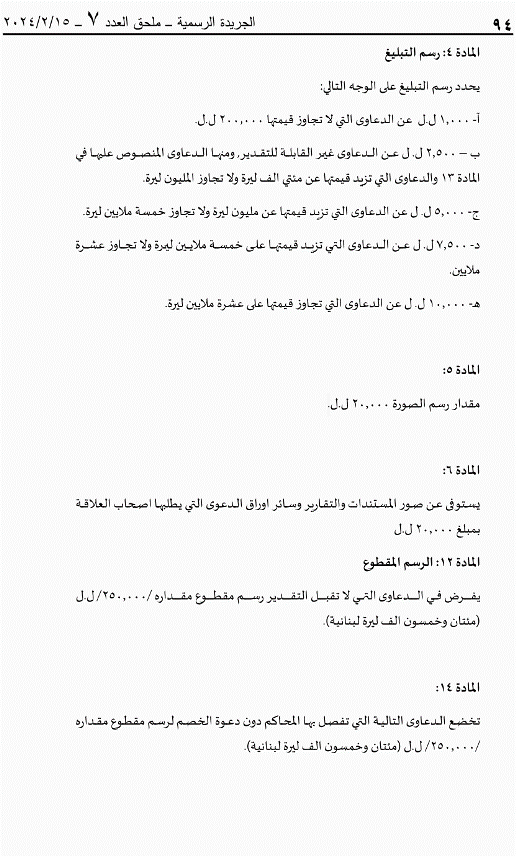 ٩٤ الجريدة الرسمية ــ ملحق العدد ٧ ــ ٢٠٢٤/٢/١٥
المادة ٤: رسم التبليغ
يحدد رسم التبليغ على الوجه التالي:
آ- ١,٠٠٠ ل.ل عن الدعاوى التي لا تجاوز قيمتها ٢٠٠,٠٠٠ ل.ل.
ب – ٢,٥٠٠ ل. ل عن الدعاوى غير القابلة للتقدير, ومنها الدعاوى المنصوص عليها في
المادة ١٣ والدعاوى التي تزيد قيمتها عن مئتي الف ليرة ولا تجاوز المليون ليرة.
ج- ٥,٠٠٠ ل. ل عن الدعاوى التي تزيد قيمتها عن مليون ليرة ولا تجاوز خمسة ملايين ليرة.
د- ٧,٥٠٠ ل. ل عن الدعاوى التي تزيد قيمتها على خمسة ملايين ليرة ولا تجاوز عشرة
ملايين.
هـ- ١٠,٠٠٠ ل. ل عن الدعاوى التي تجاوز قيمتها على عشرة ملايين ليرة.
المادة ٥:
مقدار رسم الصورة ٢٠,٠٠٠ ل.ل.
المادة ٦:
يستوفى عن صور المستندات والتقارير وسائر اوراق الدعوى التي يطلبها اصحاب العلاقة
بمبلغ ٢٠,٠٠٠ ل.ل
المادة ١٢: الرسم المقطوع
يفرض في الدعاوى التي لا تقبل التقدير رسم مقطوع مقداره /٢٥٠,٠٠٠/ ل.ل
(مئتان وخمسون الف ليرة لبنانية).
المادة ١٤:
تخضع الدعاوى التالية التي تفصل بها المحاكم دون دعوة الخصم لرسم مقطوع مقداره
/٢٥٠,٠٠٠/ ل.ل (مئتان وخمسون الف ليرة لبنانية).